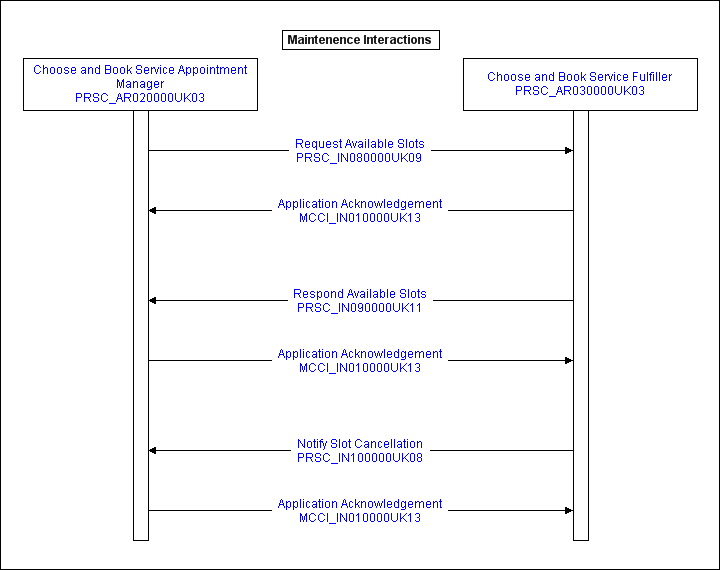 Maintenence Interactions
Choose and Book Service Appointment
Manager
PRSC_AR020000UK03
Choose and Book Service Fulfiller
PRSC_AR030000UK03
Request Available Slots
PRSC_IN080000UK09
Application Acknowledgement
MCCI_IN010000UK13
Respond Available Slots
PRSC_IN090000UK11
Application Acknowledgement
MCCI_IN010000UK13
Notify Slot Cancellation
PRSC_IN100000UK08
Application Acknowledgement
MCCI_IN010000UK13